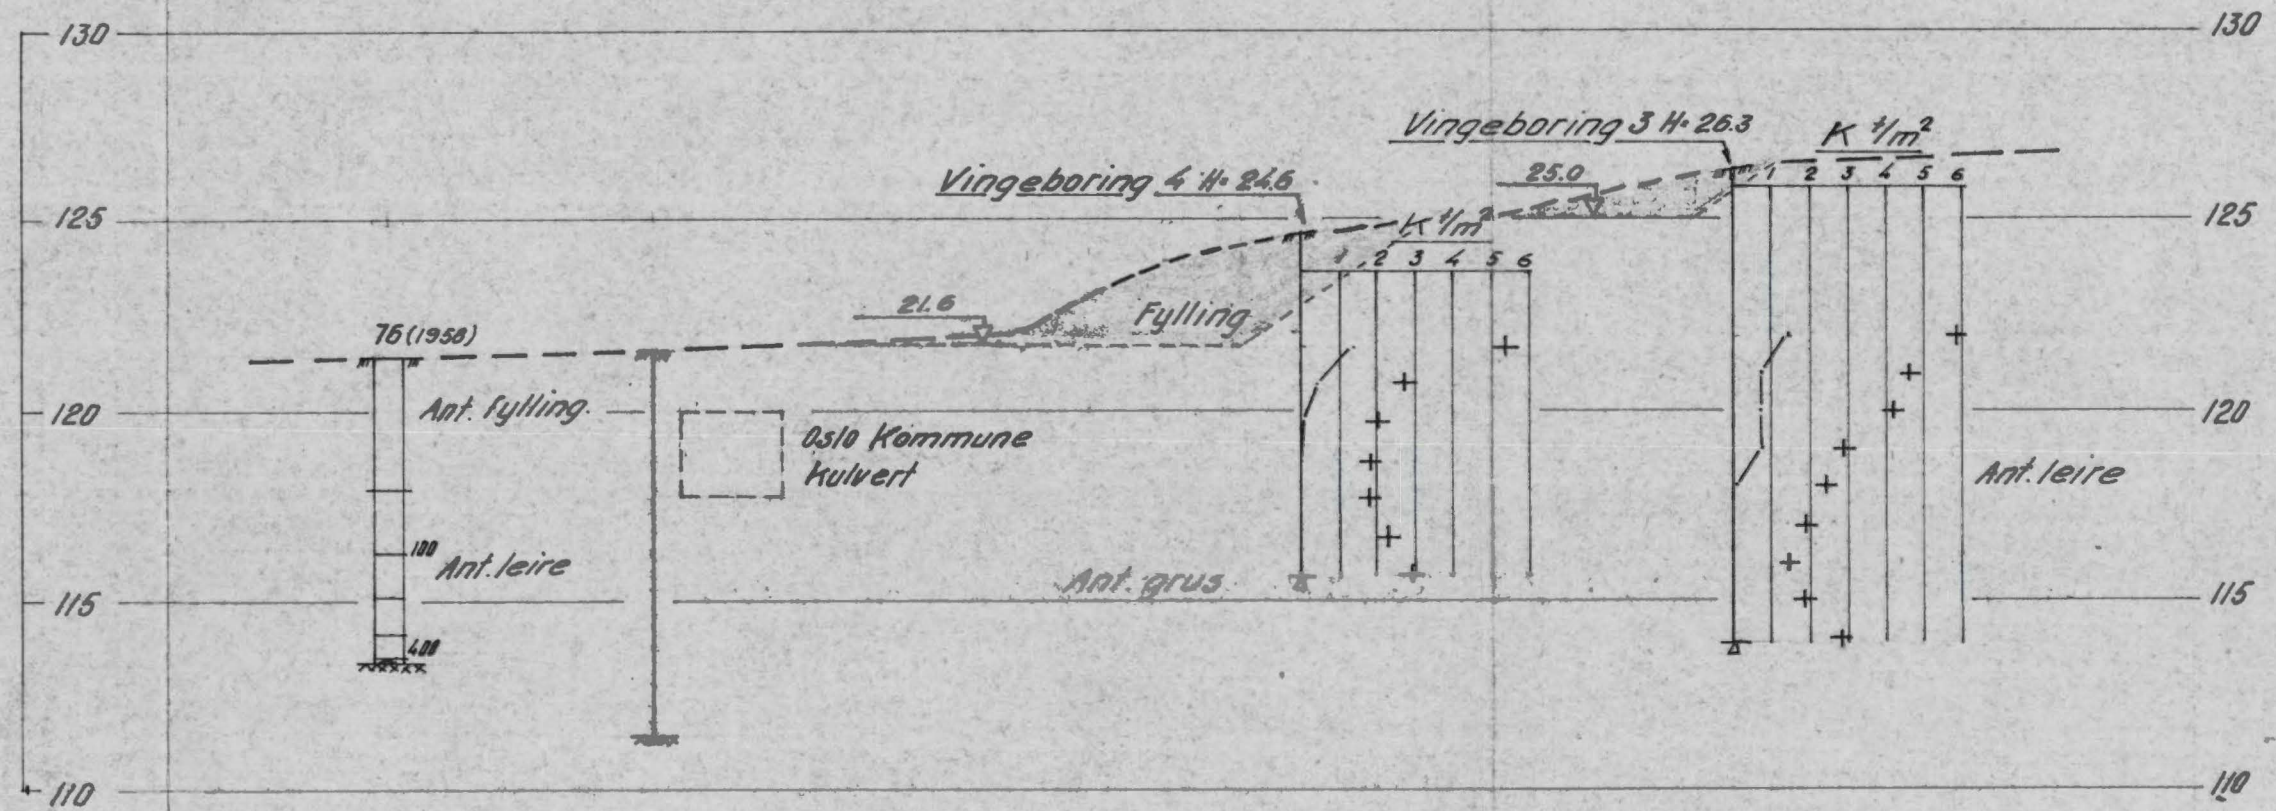 130 130
Vingeboring 3 H= 26.3
K t/m²
1 2 3 4 5 6
Vingeboring 4 H= 24.6
25.0
125 125
K t/m²
1 2 3 4 5 6
21.6
Fylling
76 (1958)
Ant. fylling.
120 120
Oslo Kommune
Kulvert
Ant. leire
100
Ant. leire
Ant. grus
115 115
400
110 110